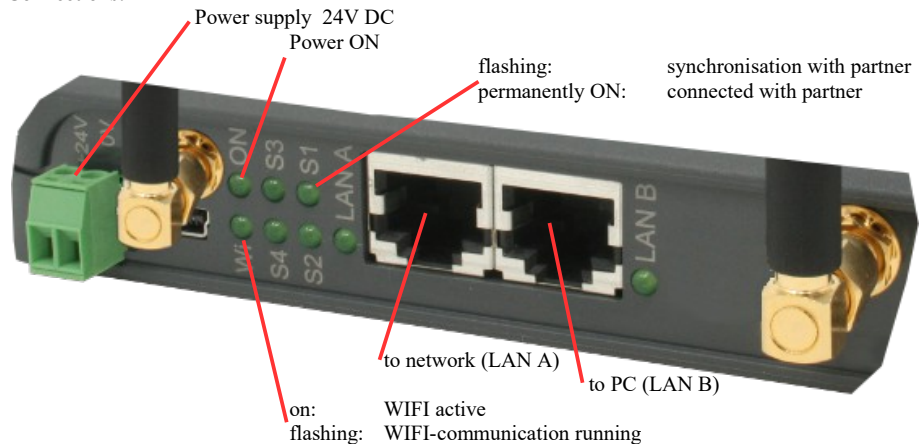 Power supply 24V DC
Power ON
flashing: synchronisation with partner
permanently ON: connected with partner
24V
0V
ON
S3
S1
LAN A
S4
S2
LAN B
to network (LAN A)
to PC (LAN B)
on: WIFI active
flashing: WIFI-communication running